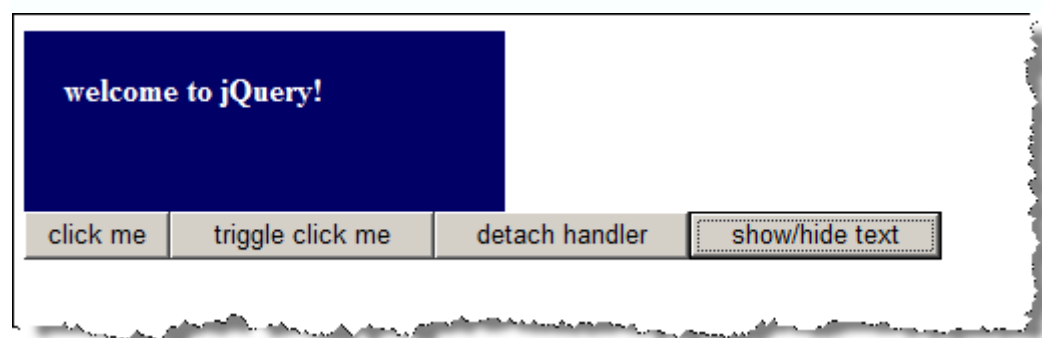 welcome to jQuery!
click me triggle click me detach handler show/hide text